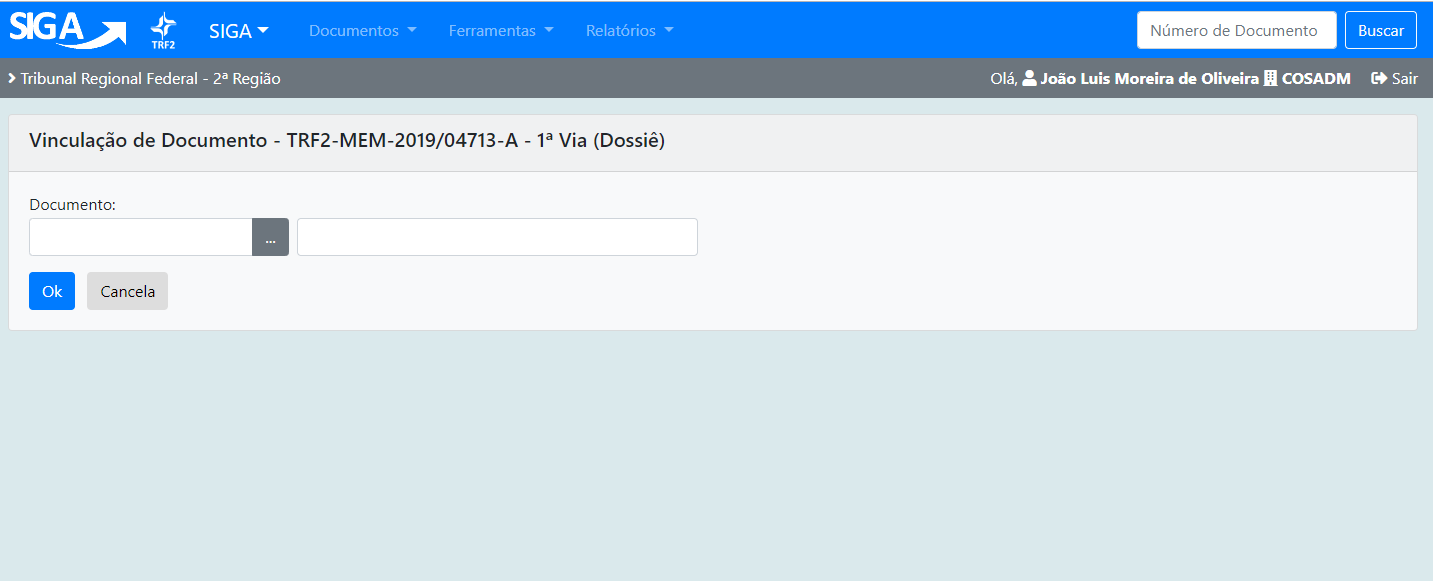 SIGA TRF2 SIGA Documentos Ferramentas Relatórios Número de Documento Buscar
Tribunal Regional Federal - 2ª Região Olá, João Luis Moreira de Oliveira COSADM Sair
Vinculação de Documento - TRF2-MEM-2019/04713-A - 1ª Via (Dossiê)
Documento:
...
Ok Cancela